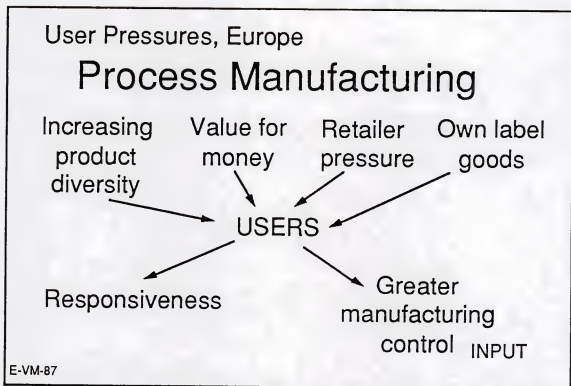 User Pressures, Europe
Process Manufacturing
Increasing
product
diversity
Value for
money
Retailer
pressure
Own label
goods
USERS
Responsiveness
Greater
manufacturing
control
INPUT
E-VM-87